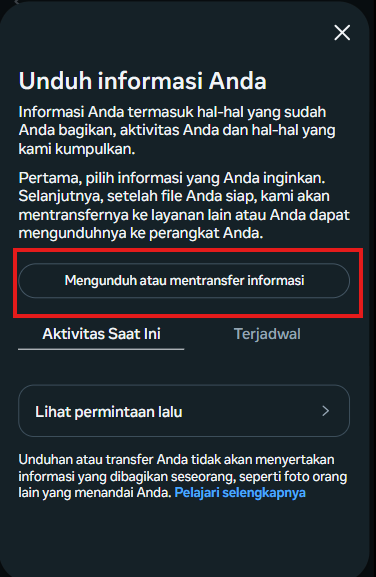 Unduh informasi Anda
Informasi Anda termasuk hal-hal yang sudah
Anda bagikan, aktivitas Anda dan hal-hal yang
kami kumpulkan.
Pertama, pilih informasi yang Anda inginkan.
Selanjutnya, setelah file Anda siap, kami akan
mentransfernya ke layanan lain atau Anda dapat
mengunduhnya ke perangkat Anda.
Mengunduh atau mentransfer informasi
Aktivitas Saat Ini Terjadwal
Lihat permintaan lalu
Unduhan atau transfer Anda tidak akan menyertakan
informasi yang dibagikan seseorang, seperti foto orang
lain yang menandai Anda. Pelajari selengkapnya